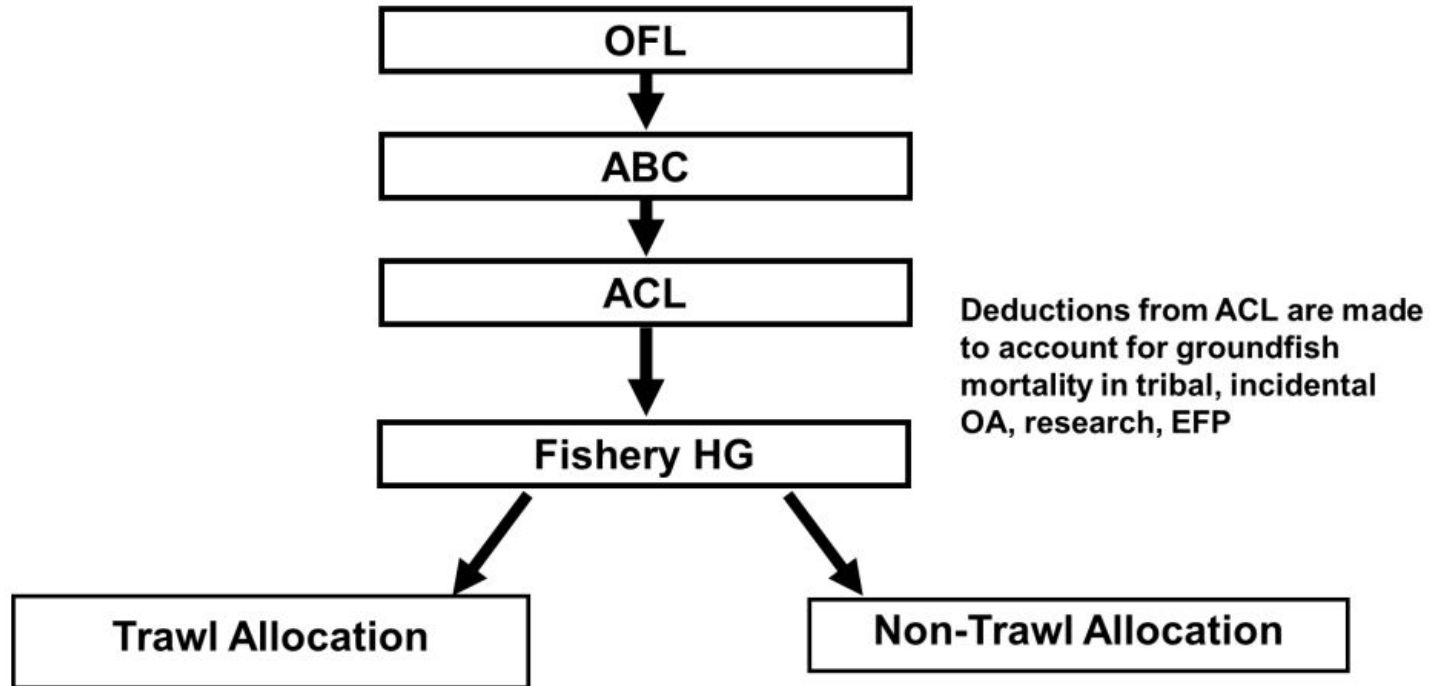 OFL
ABC
ACL
Deductions from ACL are made
to account for groundfish
mortality in tribal, incidental
OA, research, EFP
Fishery HG
Trawl Allocation
Non-Trawl Allocation